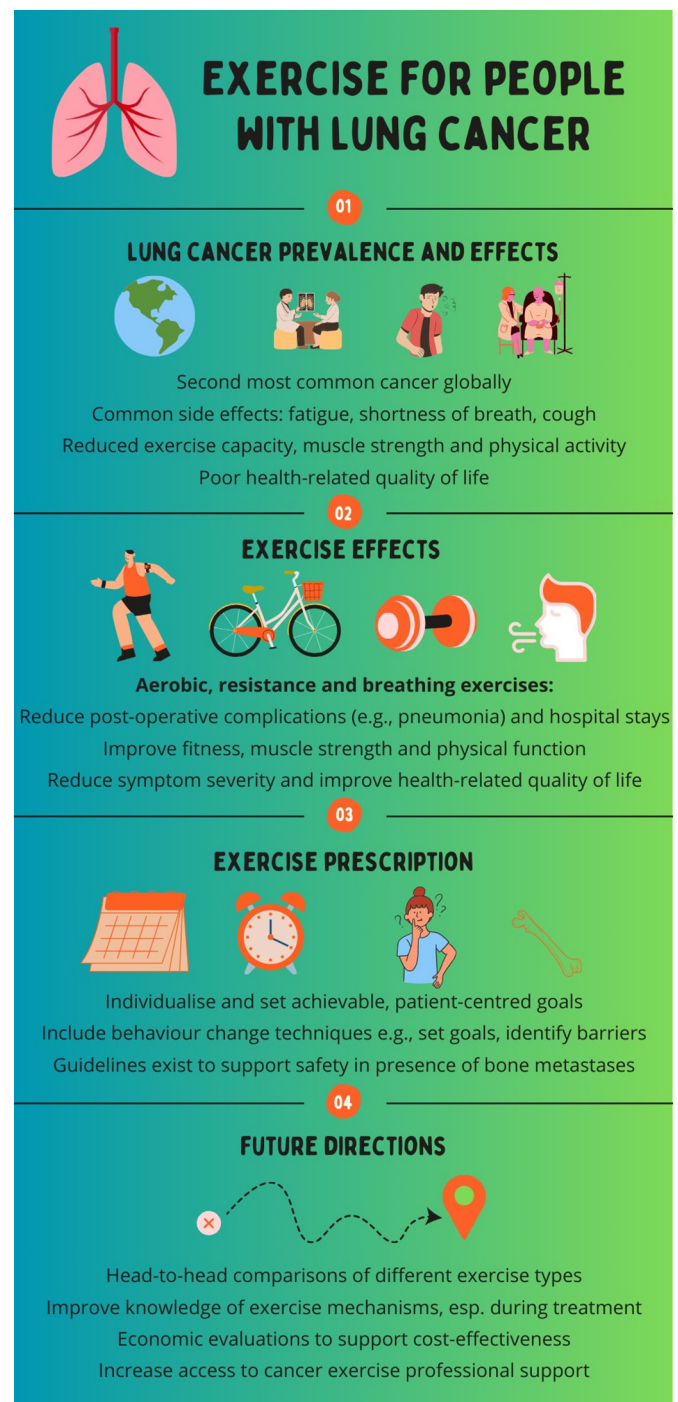 EXERCISE FOR PEOPLE
WITH LUNG CANCER
01
LUNG CANCER PREVALENCE AND EFFECTS
Second most common cancer globally
Common side effects: fatigue, shortness of breath, cough
Reduced exercise capacity, muscle strength and physical activity
Poor health-related quality of life
02
EXERCISE EFFECTS
Aerobic, resistance and breathing exercises:
Reduce post-operative complications (e.g., pneumonia) and hospital stays
Improve fitness, muscle strength and physical function
Reduce symptom severity and improve health-related quality of life
03
EXERCISE PRESCRIPTION
Individualise and set achievable, patient-centred goals
Include behaviour change techniques e.g., set goals, identify barriers
Guidelines exist to support safety in presence of bone metastases
04
FUTURE DIRECTIONS
Head-to-head comparisons of different exercise types
Improve knowledge of exercise mechanisms, esp. during treatment
Economic evaluations to support cost-effectiveness
Increase access to cancer exercise professional support